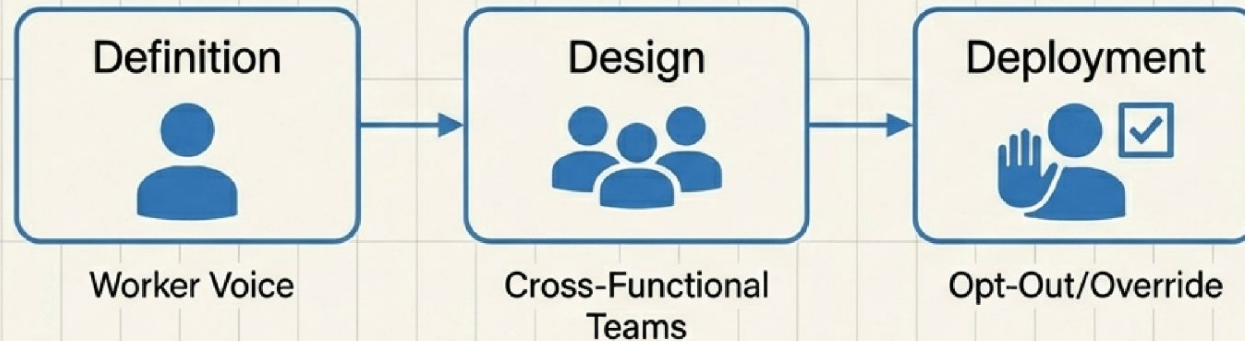 Definition
Design
Deployment
Worker Voice
Cross-Functional
Teams
Opt-Out/Override